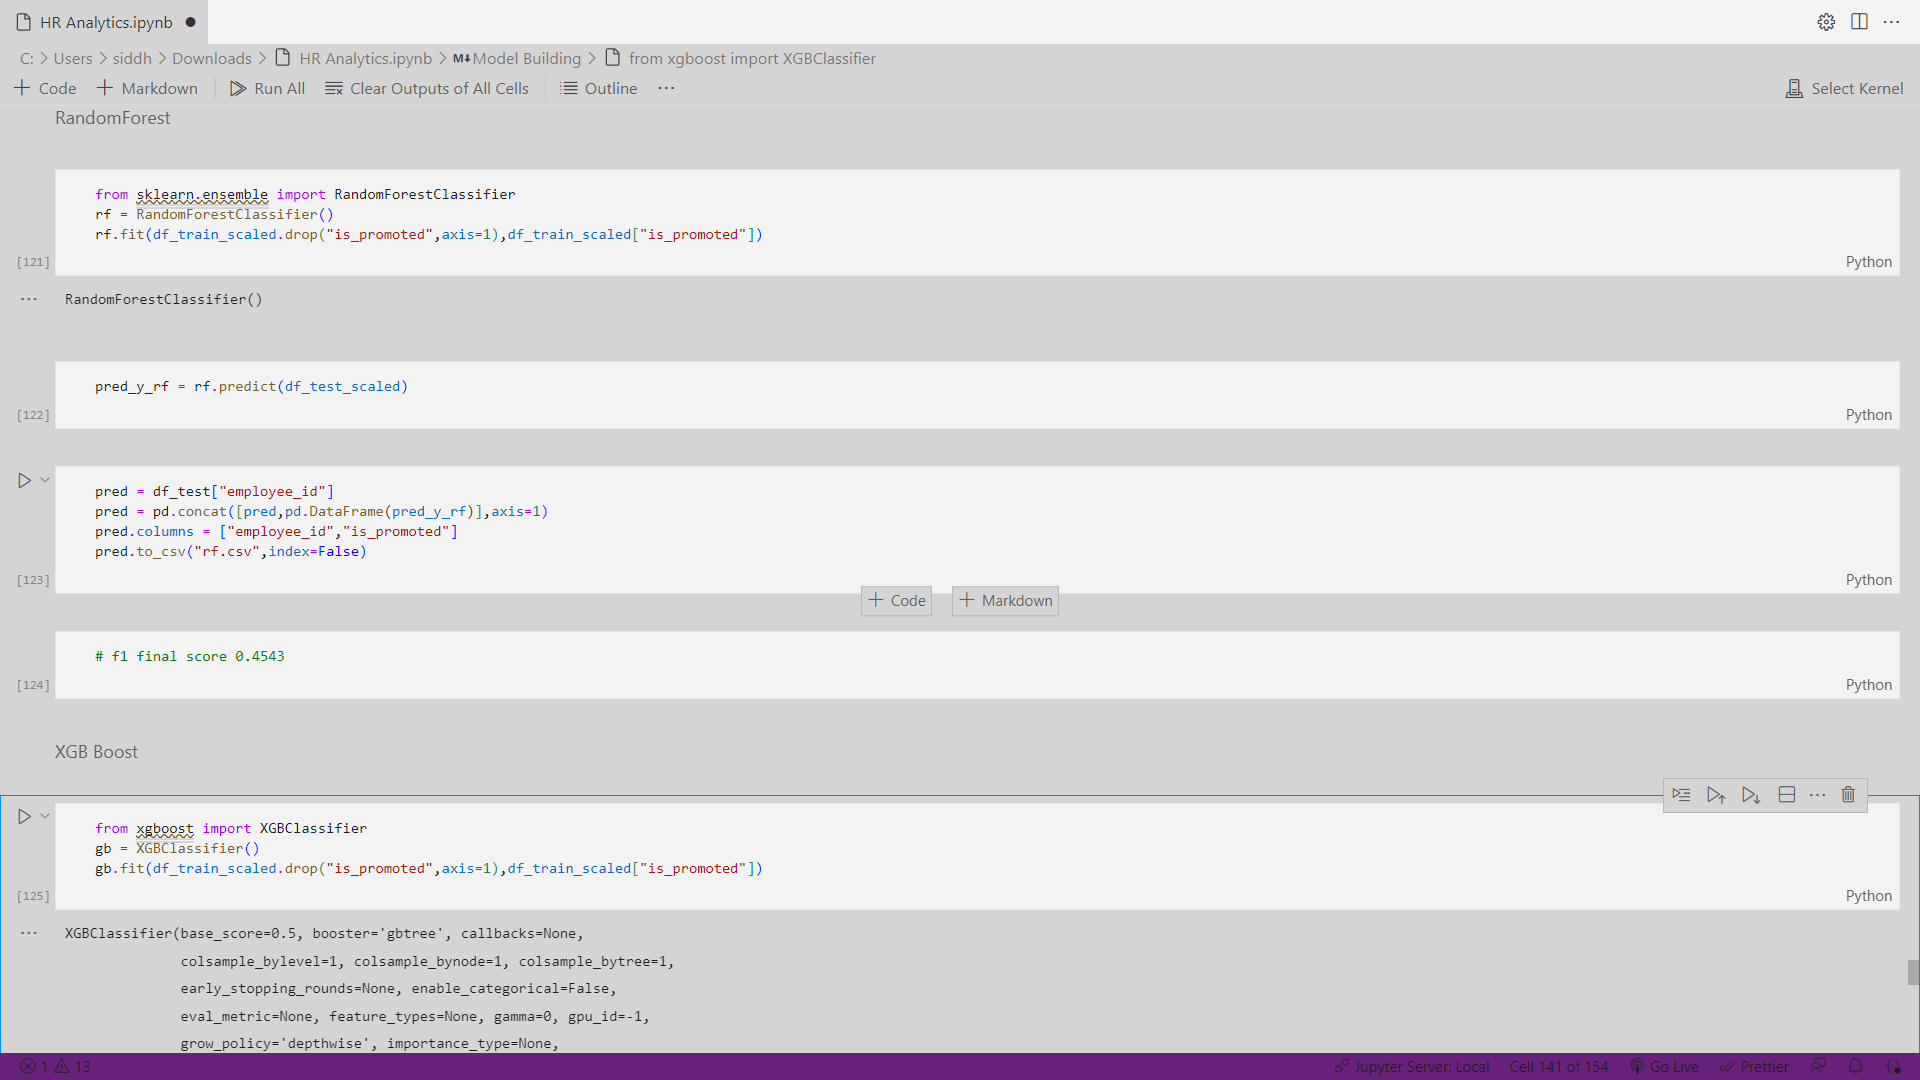 HR Analytics.ipynb
C: > Users > siddh > Downloads > HR Analytics.ipynb > M↓Model Building > from xgboost import XGBClassifier
+ Code + Markdown Run All Clear Outputs of All Cells Outline ··· Select Kernel
RandomForest
from sklearn.ensemble import RandomForestClassifier
rf = RandomForestClassifier()
rf.fit(df_train_scaled.drop("is_promoted",axis=1),df_train_scaled["is_promoted"])
[121] Python
RandomForestClassifier()
pred_y_rf = rf.predict(df_test_scaled)
[122] Python
pred = df_test["employee_id"]
pred = pd.concat([pred,pd.DataFrame(pred_y_rf)],axis=1)
pred.columns = ["employee_id","is_promoted"]
pred.to_csv("rf.csv",index=False)
[123] Python
+ Code + Markdown
# f1 final score 0.4543
[124] Python
XGB Boost
from xgboost import XGBClassifier
gb = XGBClassifier()
gb.fit(df_train_scaled.drop("is_promoted",axis=1),df_train_scaled["is_promoted"])
[125] Python
XGBClassifier(base_score=0.5, booster='gbtree', callbacks=None,
colsample_bylevel=1, colsample_bynode=1, colsample_bytree=1,
early_stopping_rounds=None, enable_categorical=False,
eval_metric=None, feature_types=None, gamma=0, gpu_id=-1,
grow_policy='depthwise', importance_type=None,
1 13 Jupyter Server: Local Cell 141 of 154 Go Live Prettier